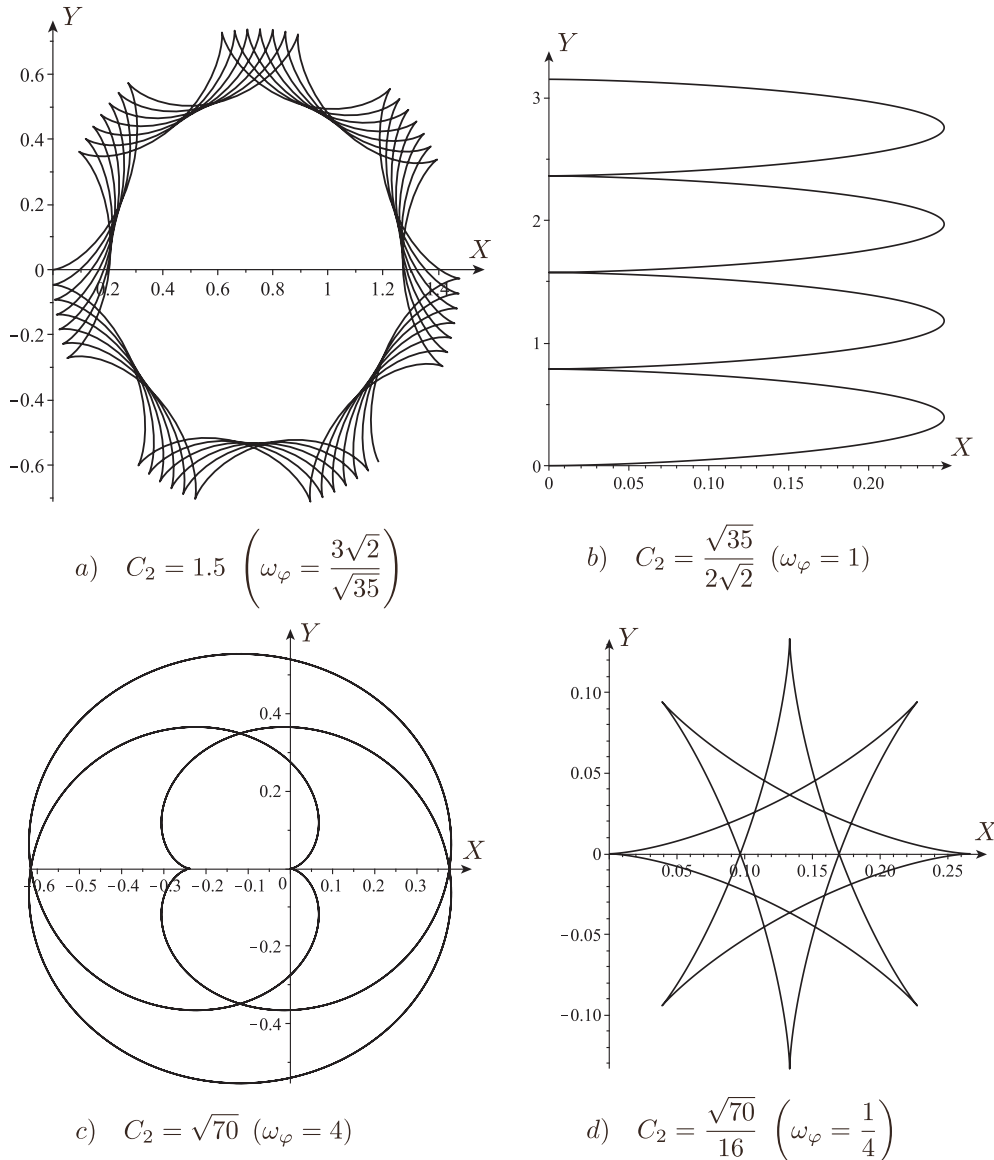 Y
0.6
0.4
0.2
X
0
0.2 0.4 0.6 0.8 1 1.2 1.4
−0.2
−0.4
−0.6
a) C₂ = 1.5 (ω_φ = 3√2/√35)
Y
3
2
1
X
0
0 0.05 0.10 0.15 0.20
b) C₂ = √35/2√2 (ω_φ = 1)
Y
0.4
0.2
X
-0.6 -0.5 -0.4 -0.3 -0.2 -0.1 0 0.1 0.2 0.3
−0.2
−0.4
c) C₂ = √70 (ω_φ = 4)
Y
0.10
0.05
X
0
0.05 0.10 0.15 0.20 0.25
−0.05
−0.10
d) C₂ = √70/16 (ω_φ = 1/4)